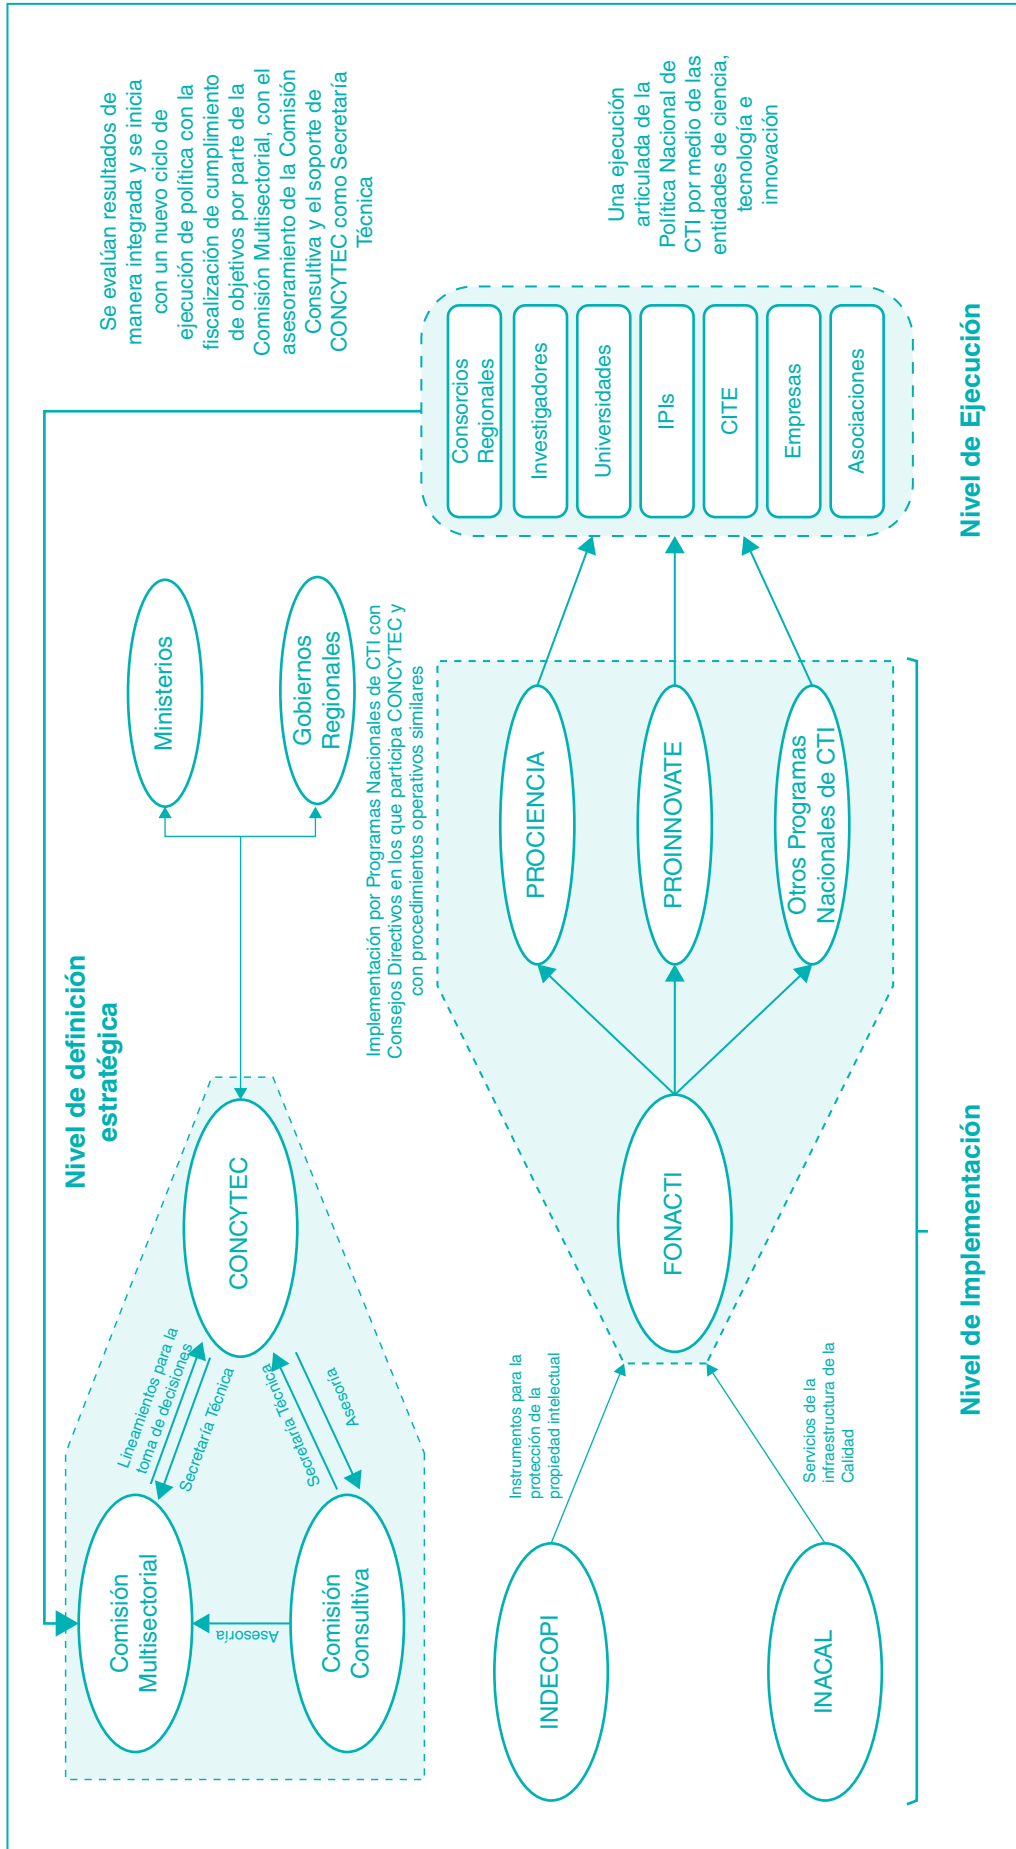 Nivel de definición
estratégica
Comisión
Multisectorial
Lineamientos para la
toma de decisiones
Secretaría Técnica
Asesoría
Comisión
Consultiva
Secretaría Técnica
Asesoría
CONCYTEC
Ministerios
Gobiernos
Regionales
Se evalúan resultados de
manera integrada y se inicia
con un nuevo ciclo de
ejecución de política con la
fiscalización de cumplimiento
de objetivos por parte de la
Comisión Multisectorial, con el
asesoramiento de la Comisión
Consultiva y el soporte de
CONCYTEC como Secretaría
Técnica
Implementación por Programas Nacionales de CTI con
Consejos Directivos en los que participa CONCYTEC y
con procedimientos operativos similares
INDECOPI
Instrumentos para la
protección de la
propiedad intelectual
INACAL
Servicios de la
infraestructura de la
Calidad
FONACTI
PROCIENCIA
PROINNOVATE
Otros Programas
Nacionales de CTI
Consorcios
Regionales
Investigadores
Universidades
IPIs
CITE
Empresas
Asociaciones
Una ejecución
articulada de la
Política Nacional de
CTI por medio de las
entidades de ciencia,
tecnología e
innovación
Nivel de Implementación
Nivel de Ejecución